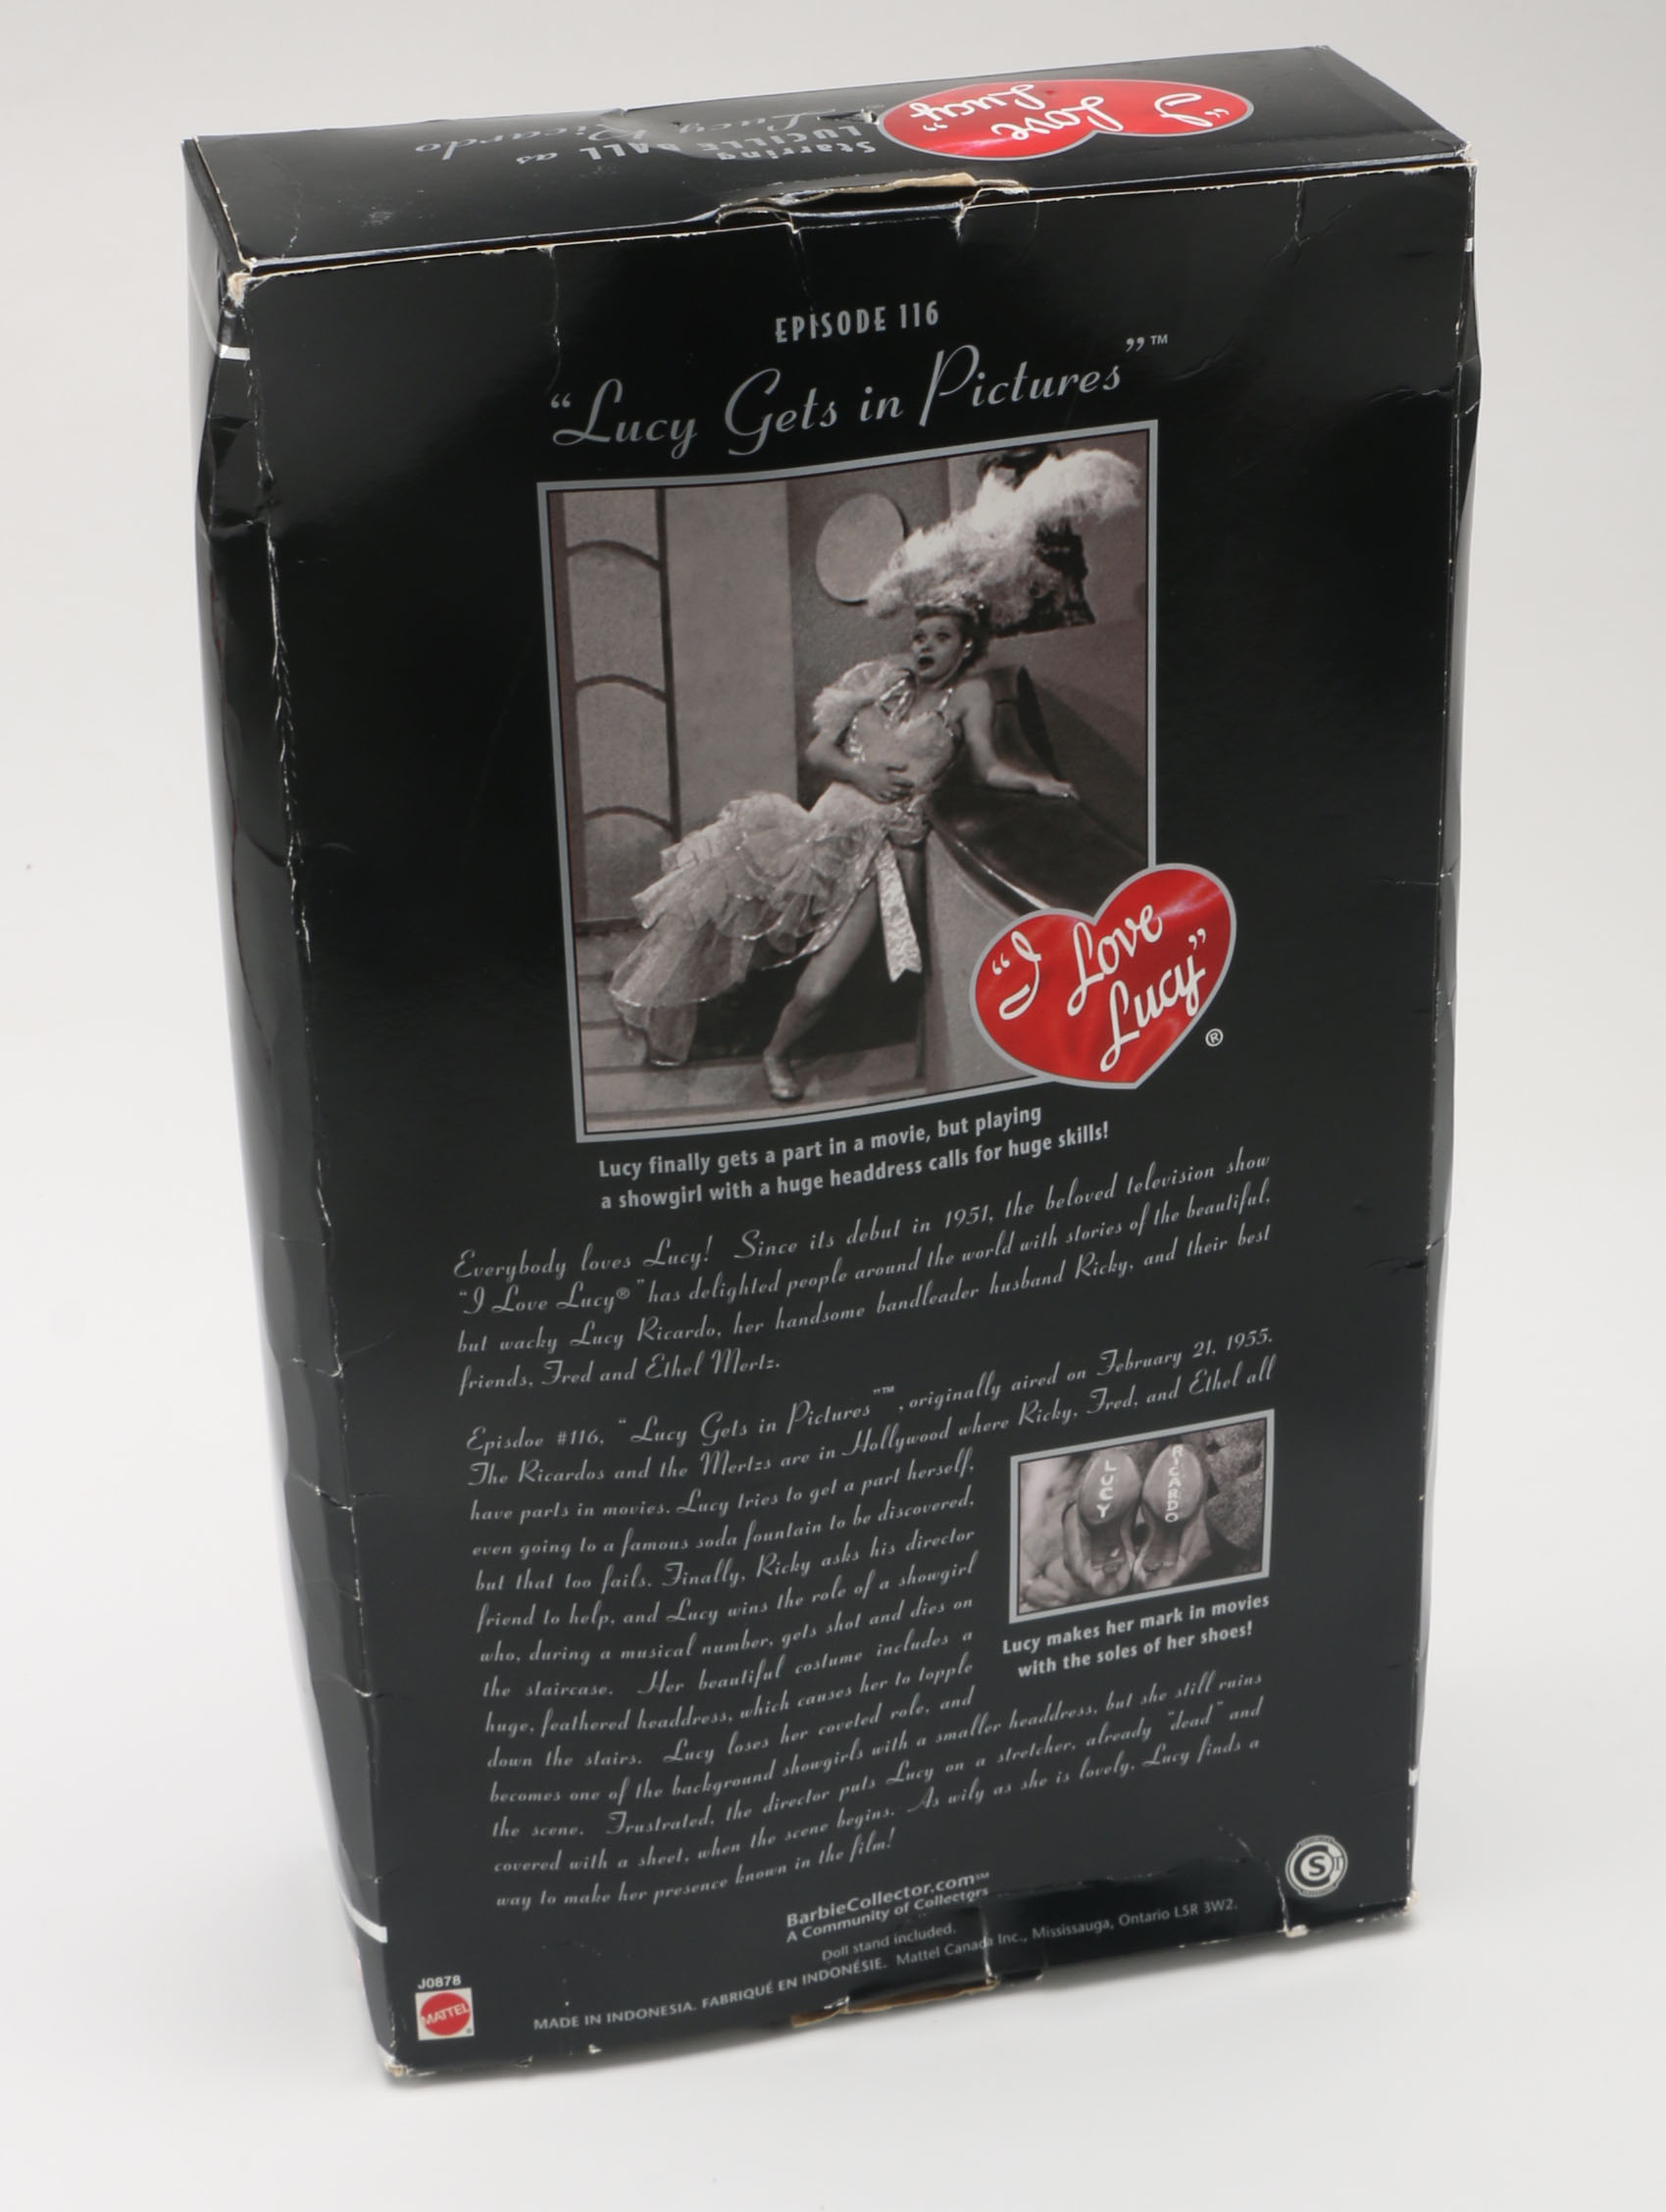 "I Love Lucy"
Starring
LUCILLE BALL as
Lucy Ricardo
EPISODE 116
"Lucy Gets in Pictures"™
"I Love Lucy"®
Lucy finally gets a part in a movie, but playing
a showgirl with a huge headdress calls for huge skills!
Everybody loves Lucy! Since its debut in 1951, the beloved television show
"I Love Lucy®" has delighted people around the world with stories of the beautiful,
but wacky Lucy Ricardo, her handsome bandleader husband Ricky, and their best
friends, Fred and Ethel Mertz.
Episdoe #116, "Lucy Gets in Pictures"™, originally aired on February 21, 1955.
The Ricardos and the Mertzs are in Hollywood where Ricky, Fred, and Ethel all
have parts in movies. Lucy tries to get a part herself,
even going to a famous soda fountain to be discovered,
but that too fails. Finally, Ricky asks his director
friend to help, and Lucy wins the role of a showgirl
who, during a musical number, gets shot and dies on
the staircase. Her beautiful costume includes a
huge, feathered headdress, which causes her to topple
down the stairs. Lucy loses her coveted role, and
becomes one of the background showgirls with a smaller headdress, but she still ruins
the scene. Frustrated, the director puts Lucy on a stretcher, already "dead" and
covered with a sheet, when the scene begins. As wily as she is lovely, Lucy finds a
way to make her presence known in the film!
LUCY
RICARDO
Lucy makes her mark in movies
with the soles of her shoes!
BarbieCollector.com℠
A Community of Collectors
Doll stand included.
MADE IN INDONESIA. FABRIQUÉ EN INDONÉSIE. Mattel Canada Inc., Mississauga, Ontario L5R 3W2.
J0878
MATTEL®